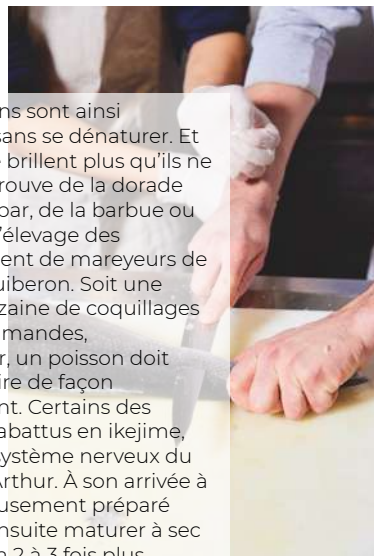 ns sont ainsi
sans se dénaturer. Et
brillent plus qu’ils ne
rouve de la dorade
bar, de la barbue ou
’élevage des
ent de mareyeurs de
uiberon. Soit une
zaine de coquillages
mandes,
r, un poisson doit
ire de façon
nt. Certains des
abattus en ikejime,
ystème nerveux du
Arthur. À son arrivée à
usement préparé
nsuite maturer à sec
n 2 à 3 fois plus